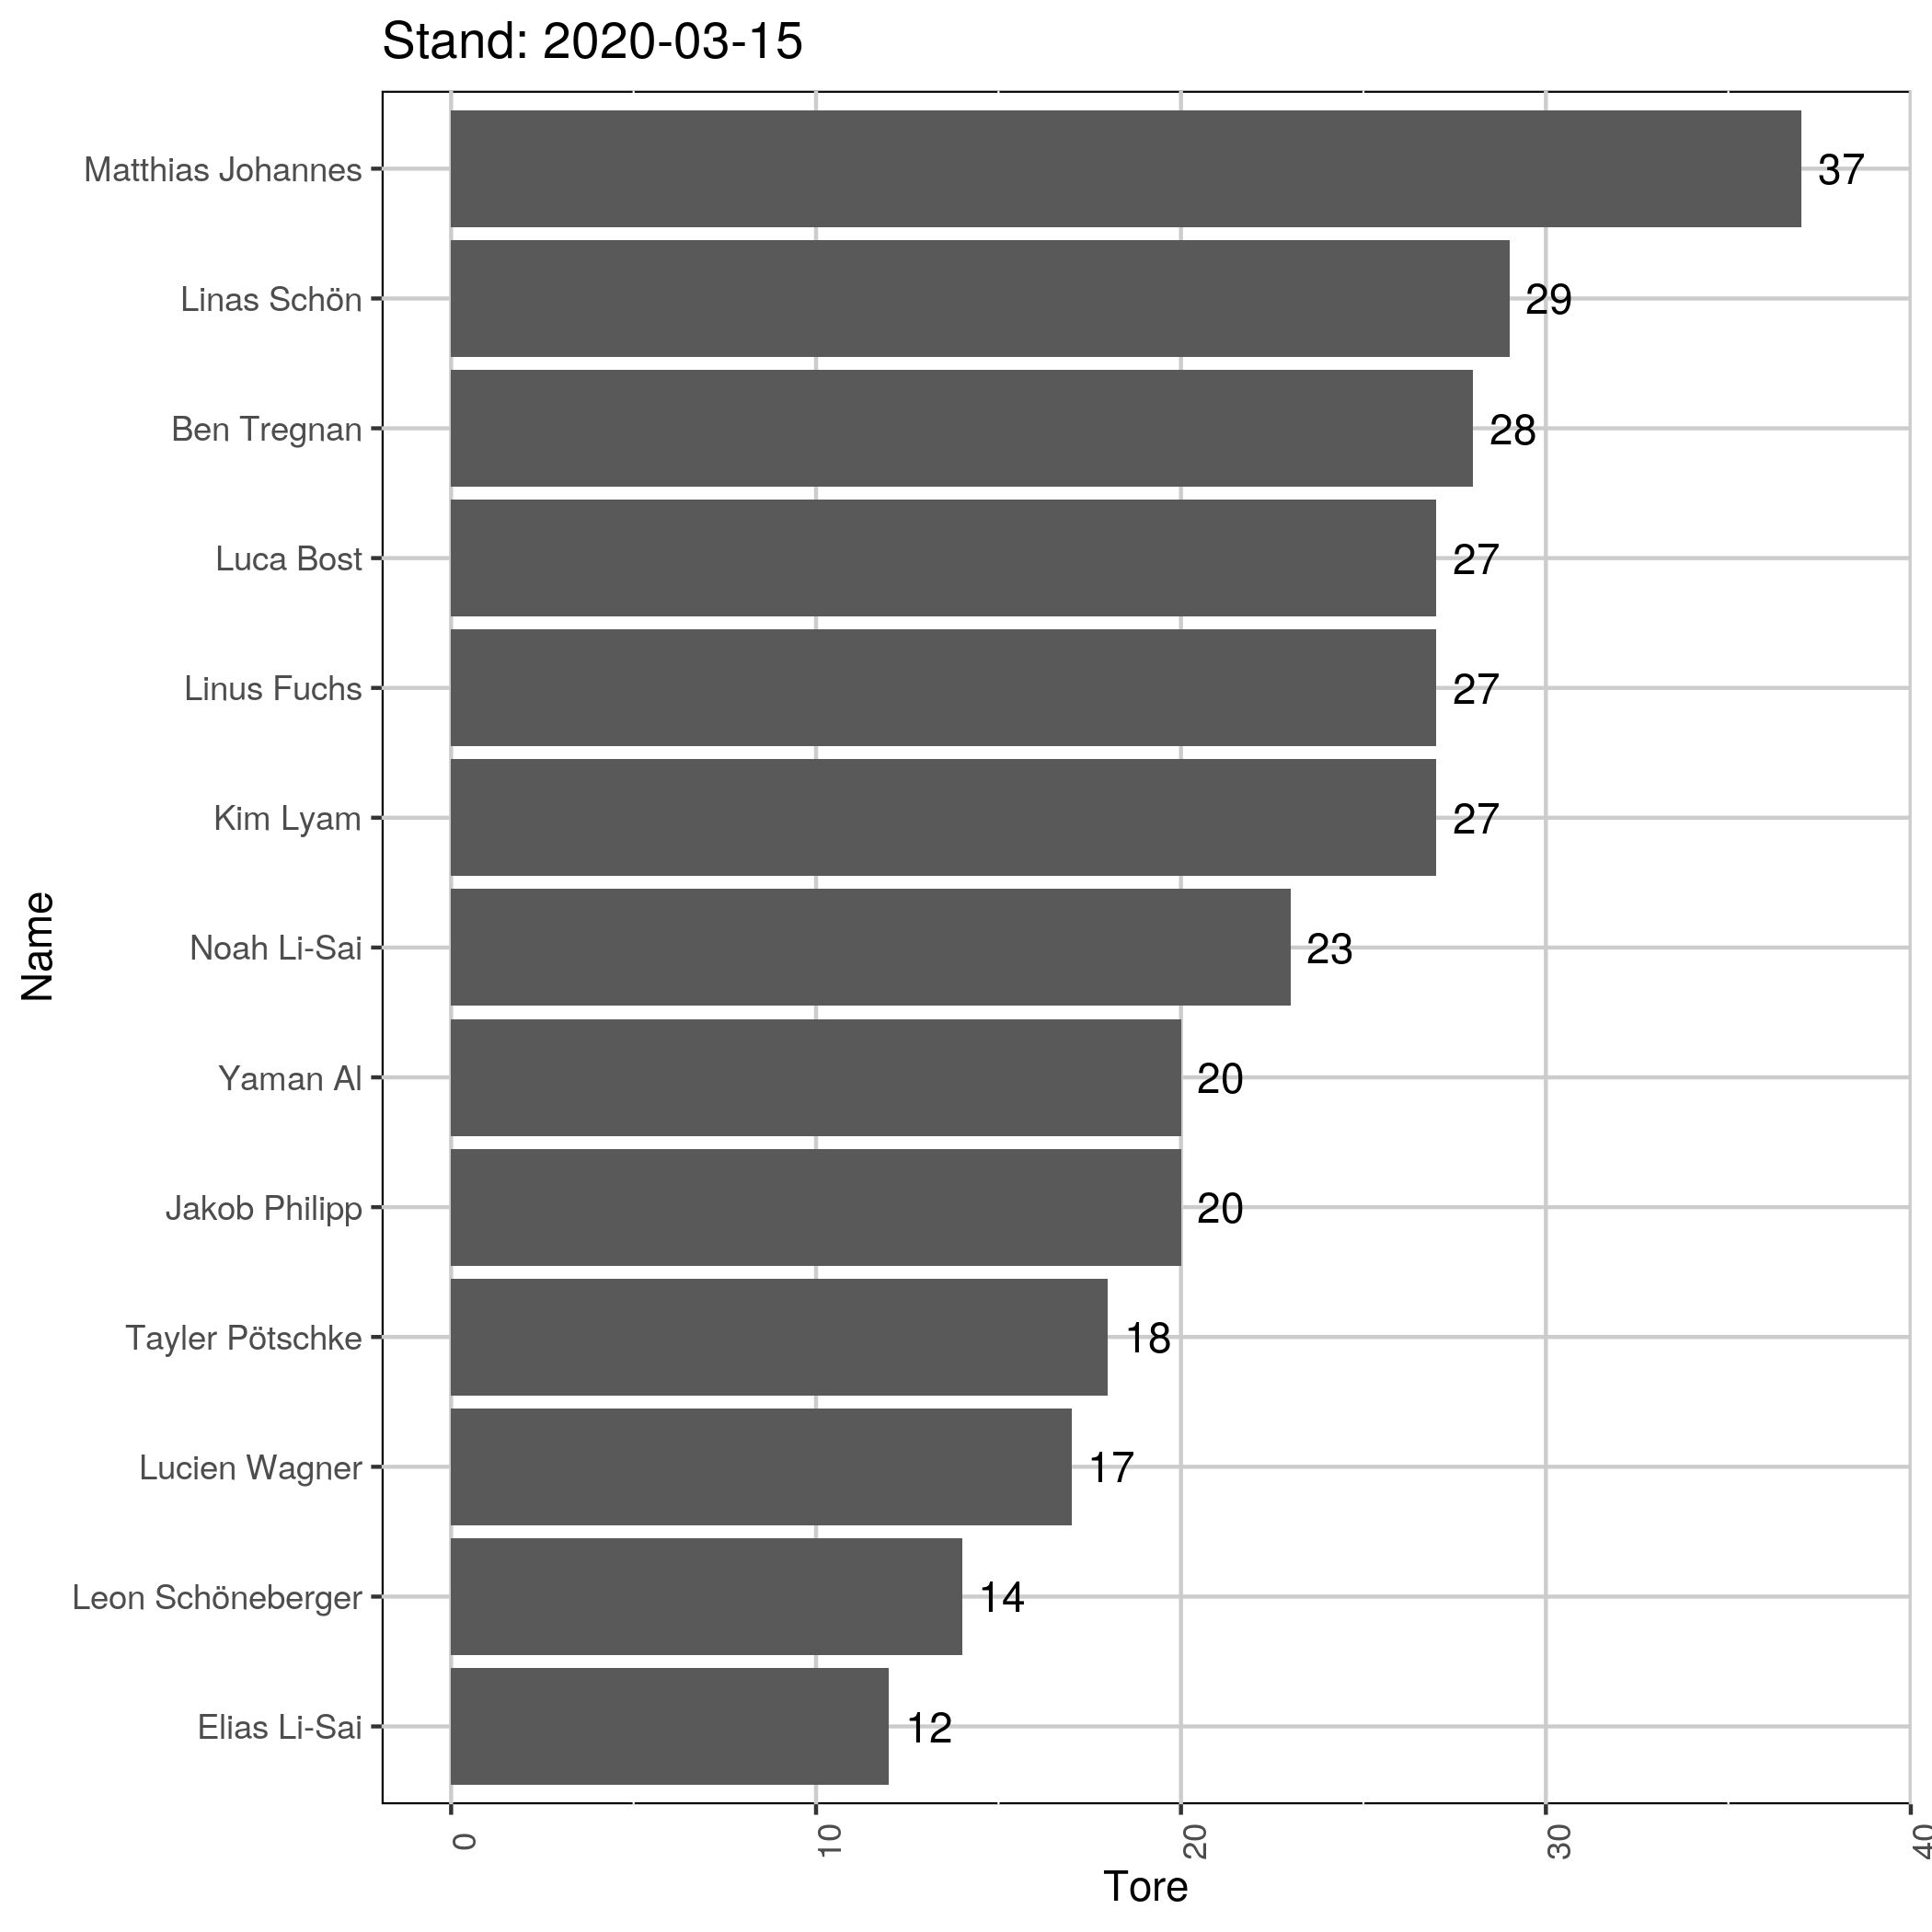 Stand: 2020-03-15
Matthias Johannes 37
Linas Schön 29
Ben Tregnan 28
Luca Bost 27
Linus Fuchs 27
Kim Lyam 27
Noah Li-Sai 23
Yaman Al 20
Jakob Philipp 20
Tayler Pötschke 18
Lucien Wagner 17
Leon Schöneberger 14
Elias Li-Sai 12
Name
0 10 20 30 40
Tore